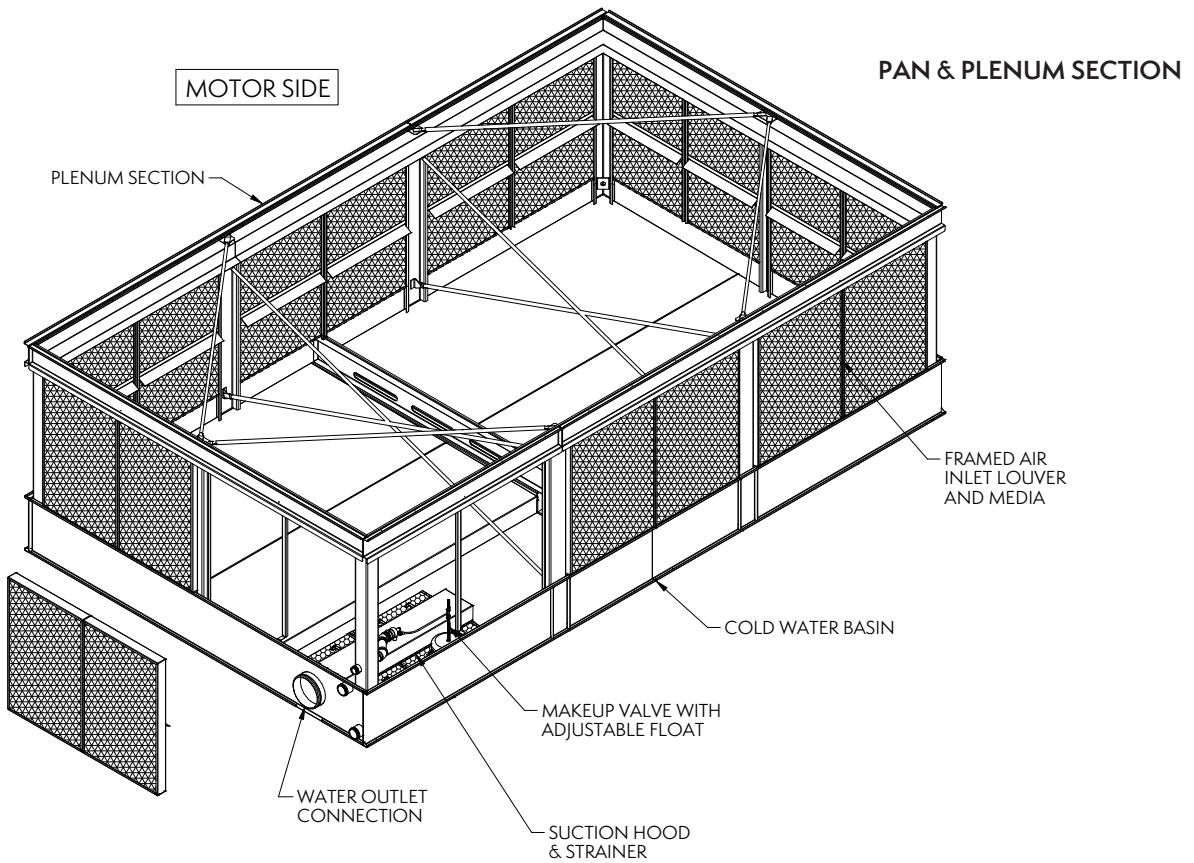 PAN & PLENUM SECTION
MOTOR SIDE
PLENUM SECTION
FRAMED AIR
INLET LOUVER
AND MEDIA
COLD WATER BASIN
MAKEUP VALVE WITH
ADJUSTABLE FLOAT
WATER OUTLET
CONNECTION
SUCTION HOOD
& STRAINER